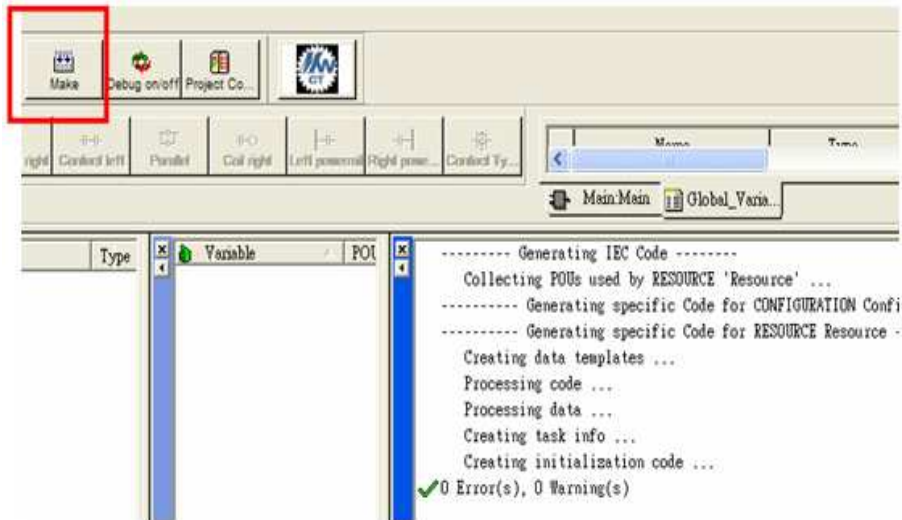 Make
Debug on/off
Project Co...
GT
right
Contact left
Parallel
Coil right
Left powerrail
Right powe...
Contact Ty...
Name
Type
Main:Main
Global_Varia...
Type
Variable
POU
--------- Generating IEC Code --------
Collecting POUs used by RESOURCE 'Resource' ...
---------- Generating specific Code for CONFIGURATION Confi
---------- Generating specific Code for RESOURCE Resource -
Creating data templates ...
Processing code ...
Processing data ...
Creating task info ...
Creating initialization code ...
0 Error(s), 0 Warning(s)